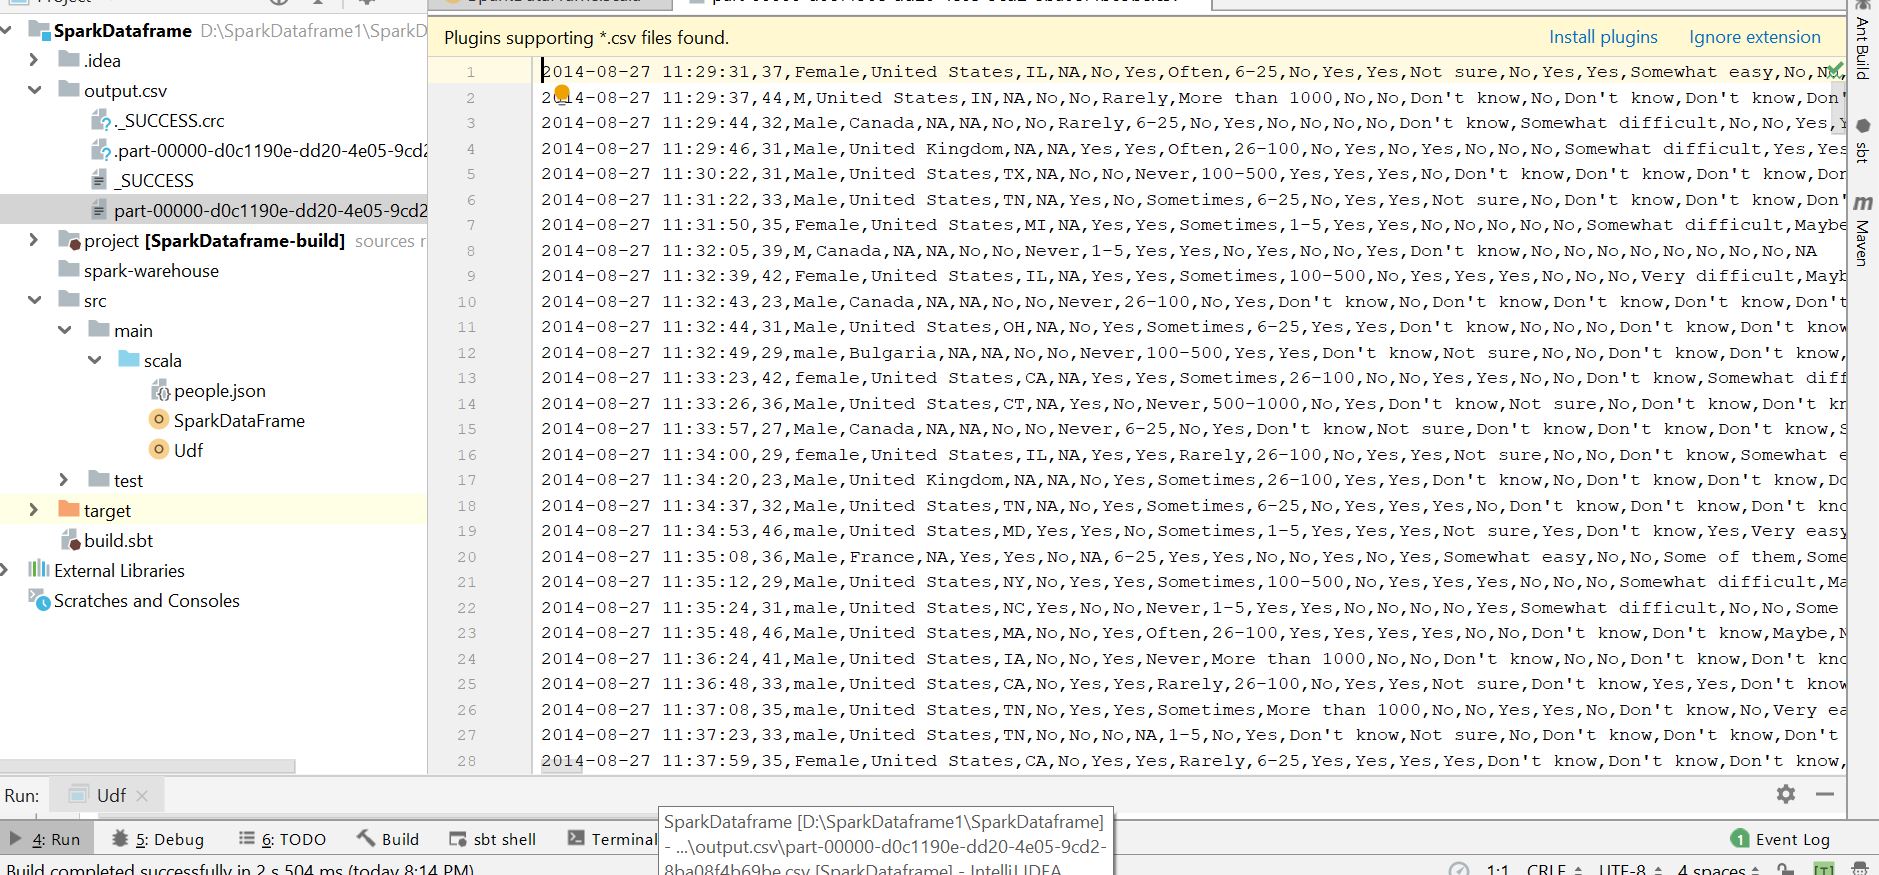 Project
SparkDataframe D:\SparkDataframe1\SparkD
.idea
output.csv
._SUCCESS.crc
.part-00000-d0c1190e-dd20-4e05-9cd2
_SUCCESS
part-00000-d0c1190e-dd20-4e05-9cd2
project [SparkDataframe-build] sources r
spark-warehouse
src
main
scala
people.json
SparkDataFrame
Udf
test
target
build.sbt
External Libraries
Scratches and Consoles
Plugins supporting *.csv files found. Install plugins Ignore extension
1 2014-08-27 11:29:31,37,Female,United States,IL,NA,No,Yes,Often,6-25,No,Yes,Yes,Not sure,No,Yes,Yes,Somewhat easy,No,No,
2 2014-08-27 11:29:37,44,M,United States,IN,NA,No,No,Rarely,More than 1000,No,No,Don't know,No,Don't know,Don't know,Don'
3 2014-08-27 11:29:44,32,Male,Canada,NA,NA,No,No,Rarely,6-25,No,Yes,No,No,No,No,Don't know,Somewhat difficult,No,No,Yes,Y
4 2014-08-27 11:29:46,31,Male,United Kingdom,NA,NA,Yes,Yes,Often,26-100,No,Yes,No,Yes,No,No,No,Somewhat difficult,Yes,Yes
5 2014-08-27 11:30:22,31,Male,United States,TX,NA,No,No,Never,100-500,Yes,Yes,Yes,No,Don't know,Don't know,Don't know,Don
6 2014-08-27 11:31:22,33,Male,United States,TN,NA,Yes,No,Sometimes,6-25,No,Yes,Yes,Not sure,No,Don't know,Don't know,Don'
7 2014-08-27 11:31:50,35,Female,United States,MI,NA,Yes,Yes,Sometimes,1-5,Yes,Yes,No,No,No,No,No,Somewhat difficult,Maybe
8 2014-08-27 11:32:05,39,M,Canada,NA,NA,No,No,Never,1-5,Yes,Yes,No,Yes,No,No,Yes,Don't know,No,No,No,No,No,No,No,No,NA
9 2014-08-27 11:32:39,42,Female,United States,IL,NA,Yes,Yes,Sometimes,100-500,No,Yes,Yes,Yes,No,No,No,Very difficult,Mayb
10 2014-08-27 11:32:43,23,Male,Canada,NA,NA,No,No,Never,26-100,No,Yes,Don't know,No,Don't know,Don't know,Don't know,Don't
11 2014-08-27 11:32:44,31,Male,United States,OH,NA,No,Yes,Sometimes,6-25,Yes,Yes,Don't know,No,No,No,Don't know,Don't know
12 2014-08-27 11:32:49,29,male,Bulgaria,NA,NA,No,No,Never,100-500,Yes,Yes,Don't know,Not sure,No,No,Don't know,Don't know,
13 2014-08-27 11:33:23,42,female,United States,CA,NA,Yes,Yes,Sometimes,26-100,No,No,Yes,Yes,No,No,Don't know,Somewhat diff
14 2014-08-27 11:33:26,36,Male,United States,CT,NA,Yes,No,Never,500-1000,No,Yes,Don't know,Not sure,No,Don't know,Don't kn
15 2014-08-27 11:33:57,27,Male,Canada,NA,NA,No,No,Never,6-25,No,Yes,Don't know,Not sure,Don't know,Don't know,Don't know,S
16 2014-08-27 11:34:00,29,female,United States,IL,NA,Yes,Yes,Rarely,26-100,No,Yes,Yes,Not sure,No,No,Don't know,Somewhat e
17 2014-08-27 11:34:20,23,Male,United Kingdom,NA,NA,No,Yes,Sometimes,26-100,Yes,Yes,Don't know,No,Don't know,Don't know,Do
18 2014-08-27 11:34:37,32,Male,United States,TN,NA,No,Yes,Sometimes,6-25,No,Yes,Yes,Yes,No,Don't know,Don't know,Don't kno
19 2014-08-27 11:34:53,46,male,United States,MD,Yes,Yes,No,Sometimes,1-5,Yes,Yes,Yes,Not sure,Yes,Don't know,Yes,Very easy
20 2014-08-27 11:35:08,36,Male,France,NA,Yes,Yes,No,NA,6-25,Yes,Yes,No,No,Yes,No,Yes,Somewhat easy,No,No,Some of them,Some
21 2014-08-27 11:35:12,29,Male,United States,NY,No,Yes,Yes,Sometimes,100-500,No,Yes,Yes,Yes,No,No,No,Somewhat difficult,Ma
22 2014-08-27 11:35:24,31,male,United States,NC,Yes,No,No,Never,1-5,Yes,Yes,No,No,No,No,Yes,Somewhat difficult,No,No,Some
23 2014-08-27 11:35:48,46,Male,United States,MA,No,No,Yes,Often,26-100,Yes,Yes,Yes,Yes,No,No,Don't know,Don't know,Maybe,N
24 2014-08-27 11:36:24,41,Male,United States,IA,No,No,Yes,Never,More than 1000,No,No,Don't know,No,No,Don't know,Don't kno
25 2014-08-27 11:36:48,33,male,United States,CA,No,Yes,Yes,Rarely,26-100,No,Yes,Yes,Not sure,Don't know,Yes,Yes,Don't know
26 2014-08-27 11:37:08,35,male,United States,TN,No,Yes,Yes,Sometimes,More than 1000,No,No,Yes,Yes,No,Don't know,No,Very ea
27 2014-08-27 11:37:23,33,male,United States,TN,No,No,No,NA,1-5,No,Yes,Don't know,Not sure,No,Don't know,Don't know,Don't
28 2014-08-27 11:37:59,35,Female,United States,CA,No,Yes,Yes,Rarely,6-25,Yes,Yes,Yes,Yes,Don't know,Don't know,Don't know,
Ant Build
sbt
m Maven
Run: Udf
4: Run 5: Debug 6: TODO Build sbt shell Terminal
1 Event Log
SparkDataframe [D:\SparkDataframe1\SparkDataframe]
- ...\output.csv\part-00000-d0c1190e-dd20-4e05-9cd2-
8ba08f4b69be.csv [SparkDataframe] - IntelliJ IDEA
Build completed successfully in 2 s 504 ms (today 8:14 PM)
1:1 CRLF UTF-8 4 spaces [T]